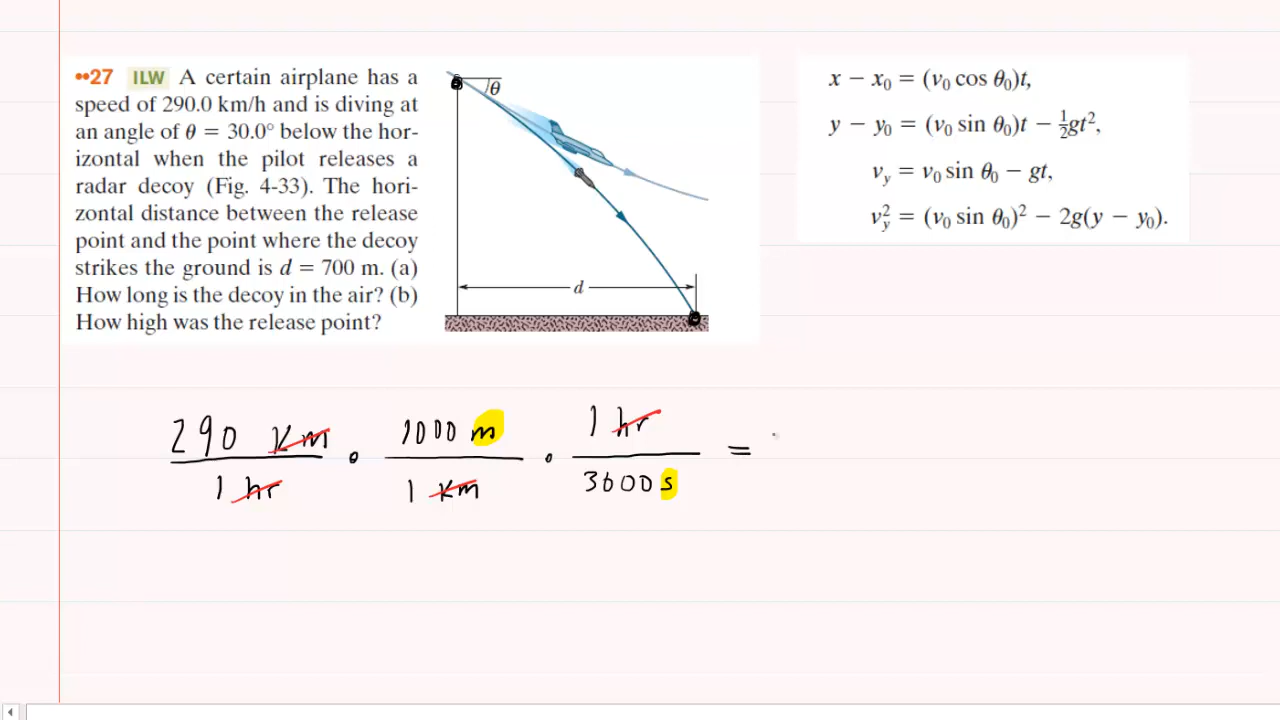 ••27 ILW A certain airplane has a
speed of 290.0 km/h and is diving at
an angle of θ = 30.0° below the hor-
izontal when the pilot releases a
radar decoy (Fig. 4-33). The hori-
zontal distance between the release
point and the point where the decoy
strikes the ground is d = 700 m. (a)
How long is the decoy in the air? (b)
How high was the release point?
θ
d
x − x₀ = (v₀ cos θ₀)t,
y − y₀ = (v₀ sin θ₀)t − ½gt²,
v_y = v₀ sin θ₀ − gt,
v_y² = (v₀ sin θ₀)² − 2g(y − y₀).
290 km / 1 hr · 1000 m / 1 km · 1 hr / 3600 s =